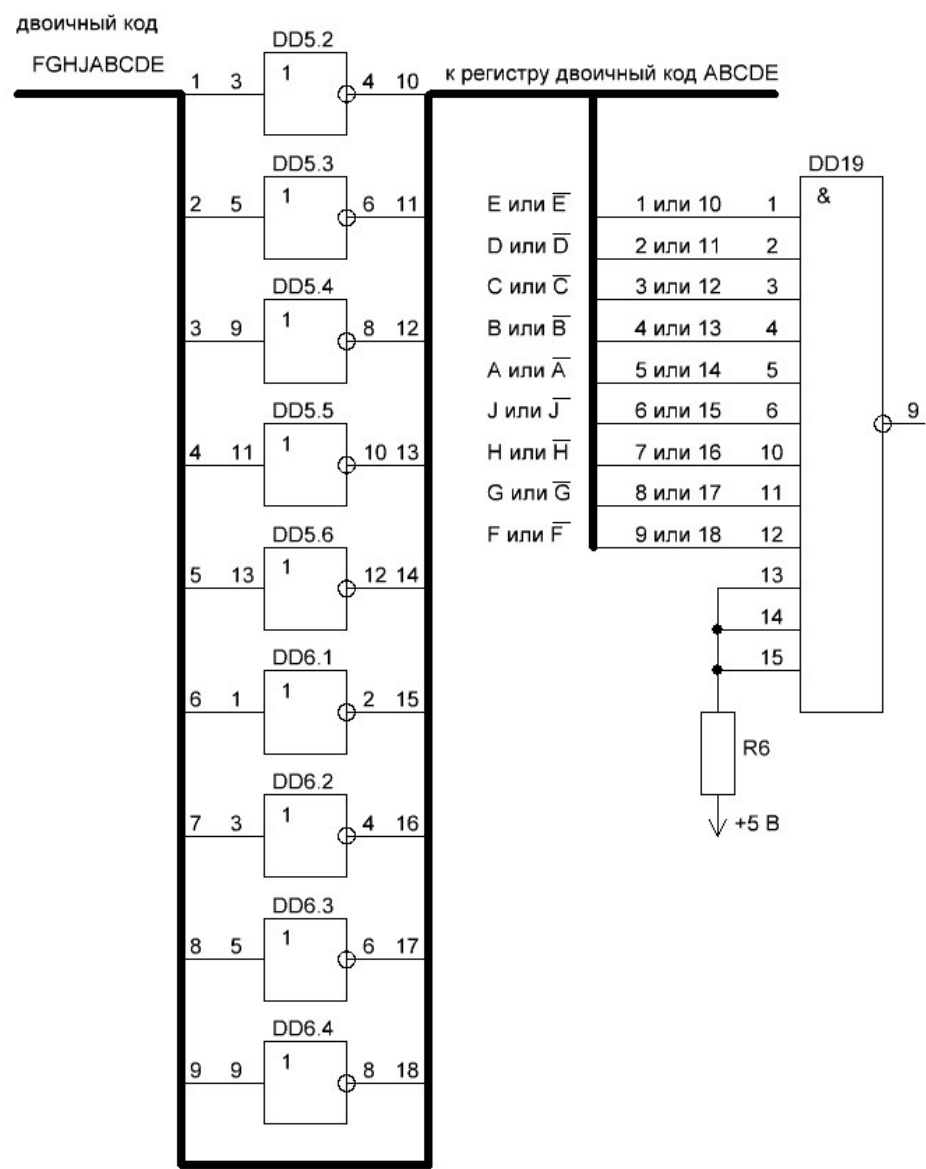 двоичный код
FGHJABCDE
DD5.2
1 3 1 4 10
к регистру двоичный код ABCDE
DD5.3
2 5 1 6 11
DD5.4
3 9 1 8 12
DD5.5
4 11 1 10 13
DD5.6
5 13 1 12 14
DD6.1
6 1 1 2 15
DD6.2
7 3 1 4 16
DD6.3
8 5 1 6 17
DD6.4
9 9 1 8 18
DD19
&
E или E̅ 1 или 10 1
D или D̅ 2 или 11 2
C или C̅ 3 или 12 3
B или B̅ 4 или 13 4
A или A̅ 5 или 14 5
J или J̅ 6 или 15 6
9
H или H̅ 7 или 16 10
G или G̅ 8 или 17 11
F или F̅ 9 или 18 12
13
14
15
R6
+5 В